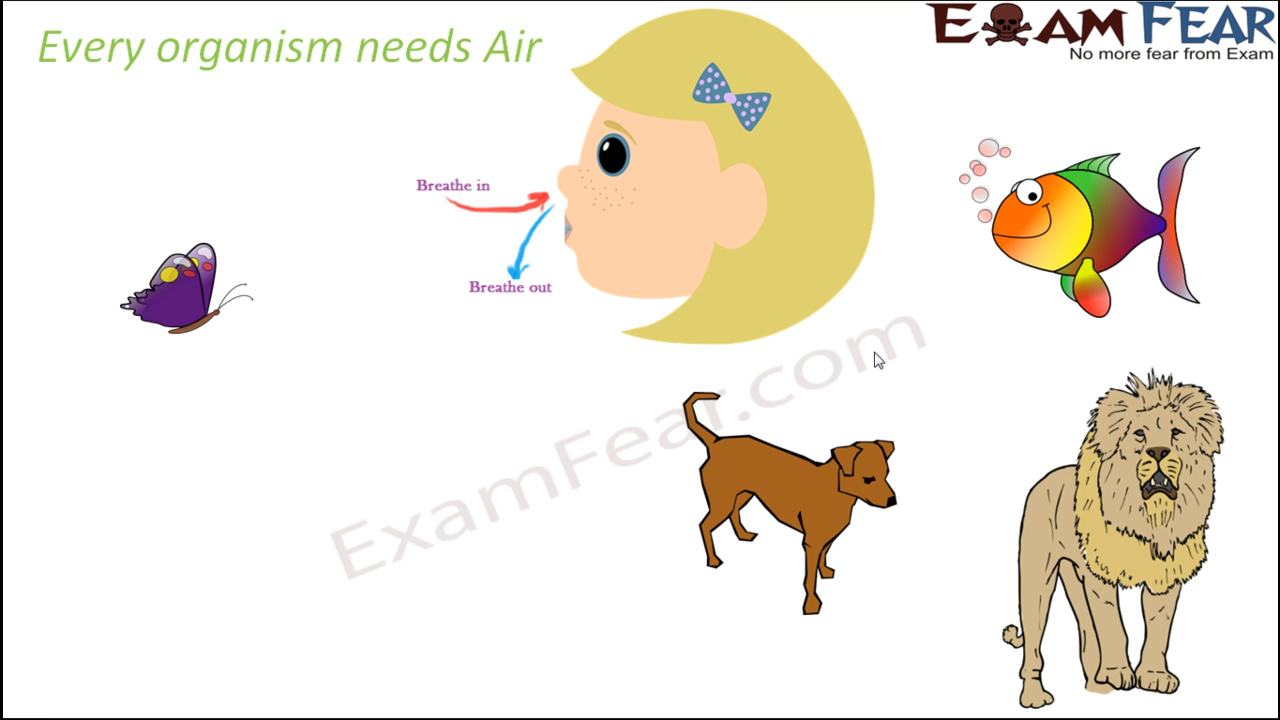 Every organism needs Air
EXAM FEAR
No more fear from Exam
Breathe in
Breathe out
ExamFear.com